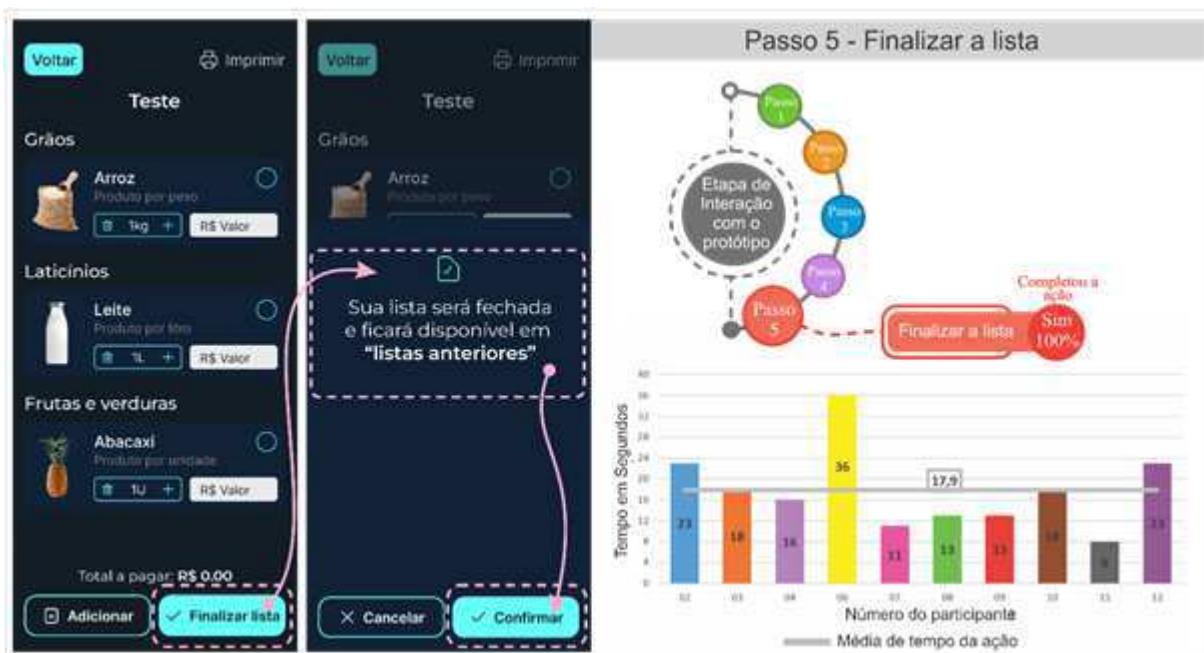 Voltar
Imprimir
Teste
Grãos
Arroz
Produto por peso
1kg +
R$ Valor
Laticínios
Leite
Produto por litro
1L +
R$ Valor
Frutas e verduras
Abacaxi
Produto por unidade
1U +
R$ Valor
Total a pagar: R$ 0,00
Adicionar
Finalizar lista
Voltar
Imprimir
Teste
Grãos
Arroz
Produto por peso
Sua lista será fechada
e ficará disponível em
“listas anteriores”
Cancelar
Confirmar
Passo 5 - Finalizar a lista
Passo
1
Passo
2
Passo
3
Passo
4
Passo
5
Etapa de
Interação
com o
protótipo
Finalizar a lista
Completou a
ação
Sim
100%
Tempo em Segundos
40
36
32
28
24
20
16
12
8
4
0
23
18
16
36
11
13
13
18
8
23
17,9
02
03
04
06
07
08
09
10
11
12
Número do participante
Média de tempo da ação